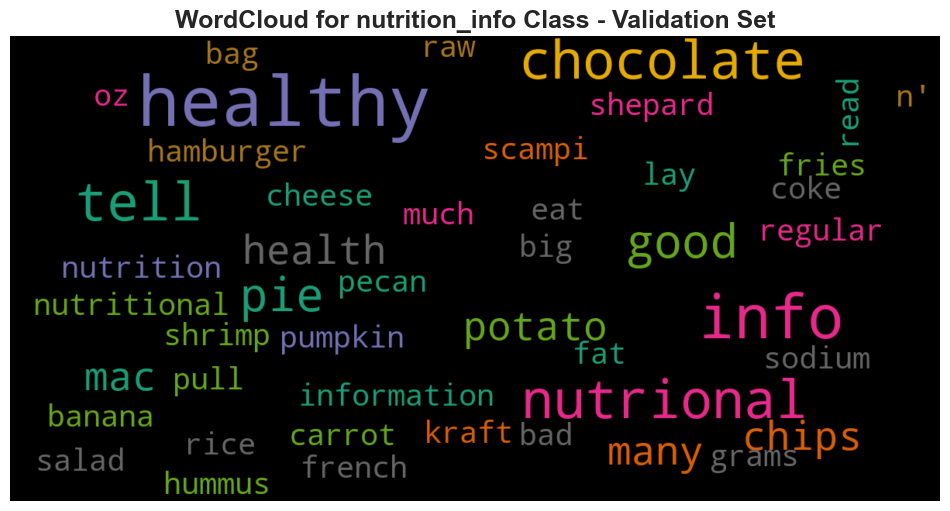 WordCloud for nutrition_info Class - Validation Set
bag
raw
chocolate
oz
healthy
shepard
read
n'
hamburger
scampi
fries
tell
cheese
lay
coke
much
eat
good
regular
health
big
nutrition
pecan
nutritional
pie
info
shrimp
pumpkin
potato
fat
sodium
mac
pull
information
nutrional
banana
rice
carrot
kraft
bad
many
chips
grams
salad
french
hummus